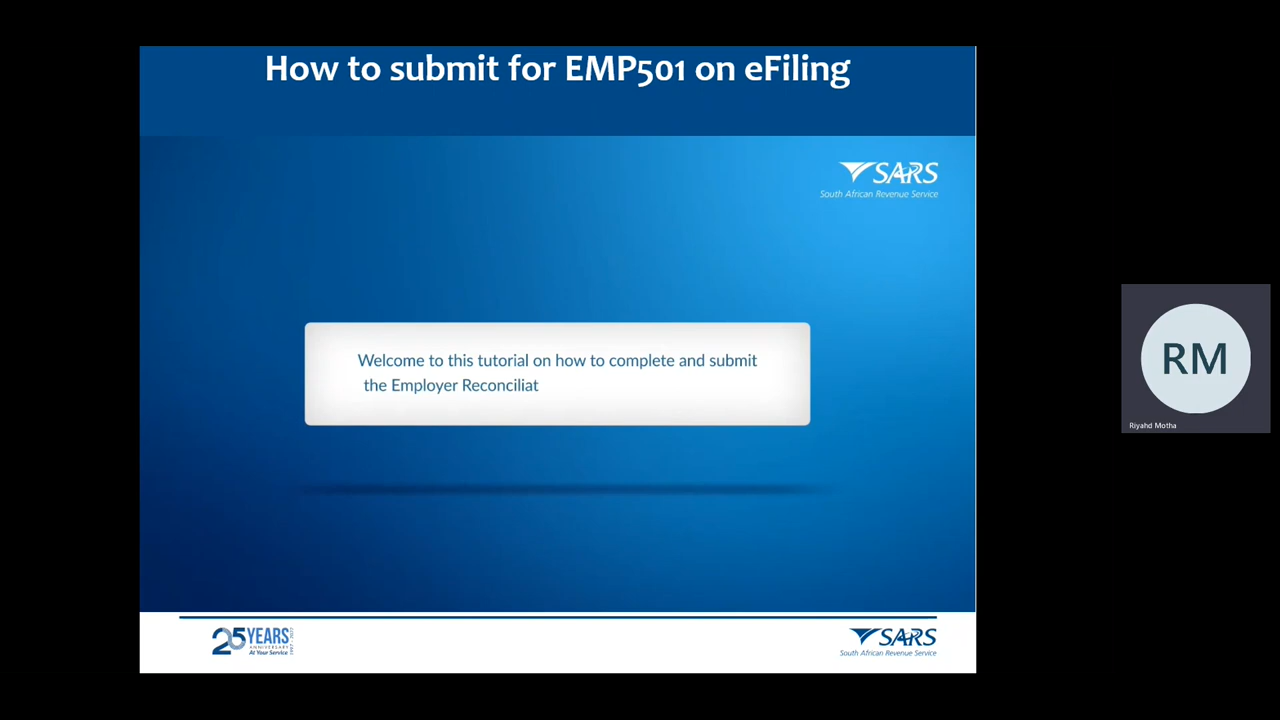 How to submit for EMP501 on eFiling
SARS
South African Revenue Service
Welcome to this tutorial on how to complete and submit
the Employer Reconciliat
RM
Riyahd Motha
25 YEARS
ANNIVERSARY
At Your Service
SARS
South African Revenue Service